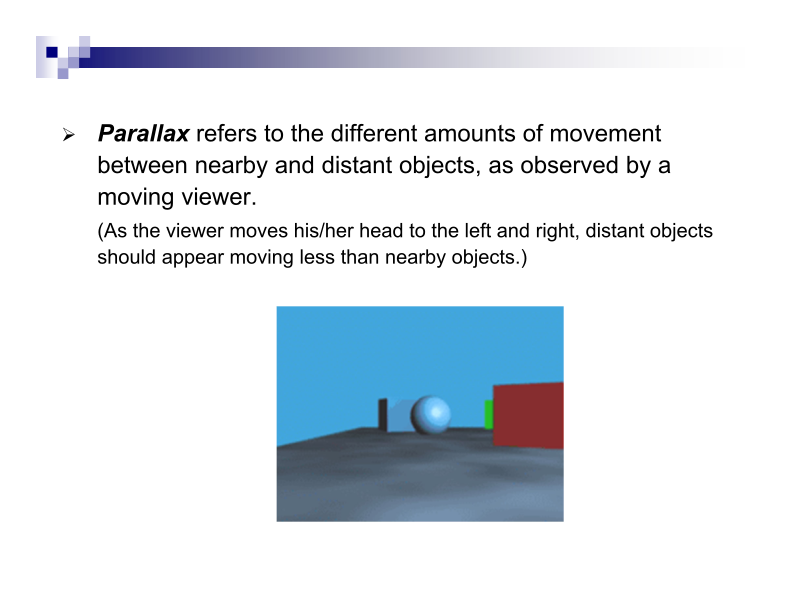 Parallax refers to the different amounts of movement
between nearby and distant objects, as observed by a
moving viewer.
(As the viewer moves his/her head to the left and right, distant objects
should appear moving less than nearby objects.)